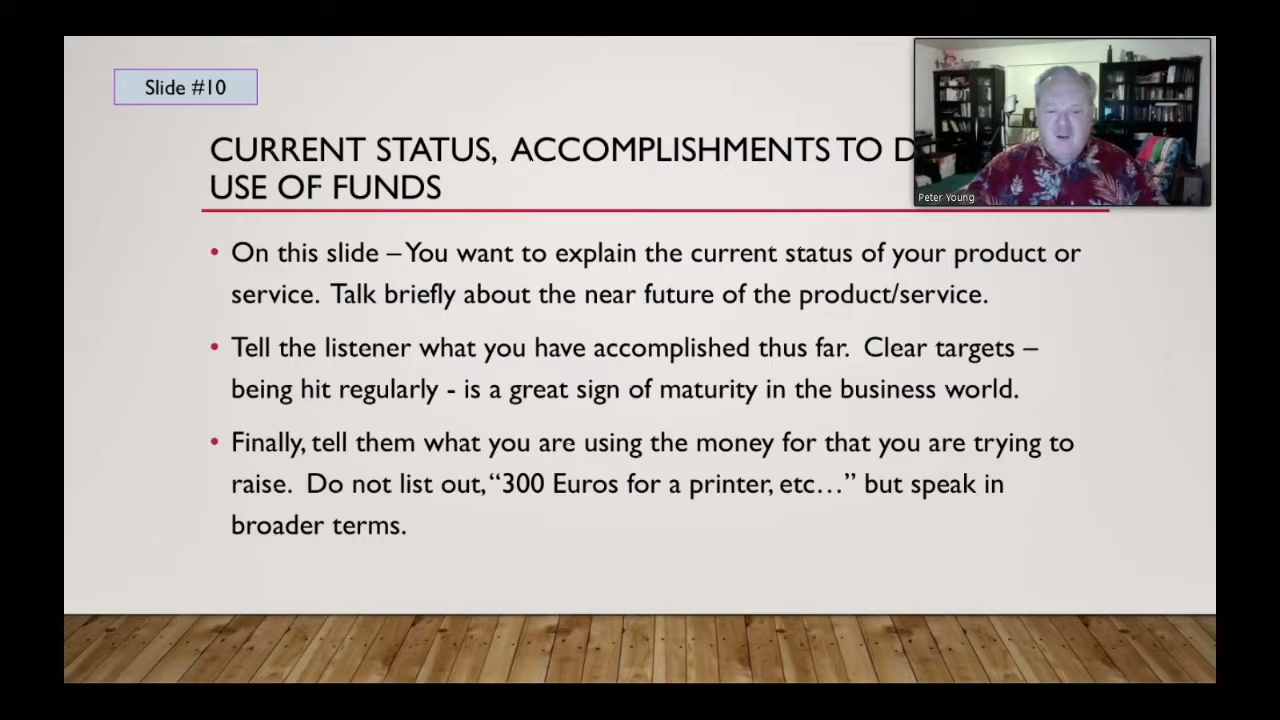 Slide #10
CURRENT STATUS, ACCOMPLISHMENTS TO
USE OF FUNDS
Peter Young
• On this slide – You want to explain the current status of your product or
service. Talk briefly about the near future of the product/service.
• Tell the listener what you have accomplished thus far. Clear targets –
being hit regularly - is a great sign of maturity in the business world.
• Finally, tell them what you are using the money for that you are trying to
raise. Do not list out, “300 Euros for a printer, etc…” but speak in
broader terms.